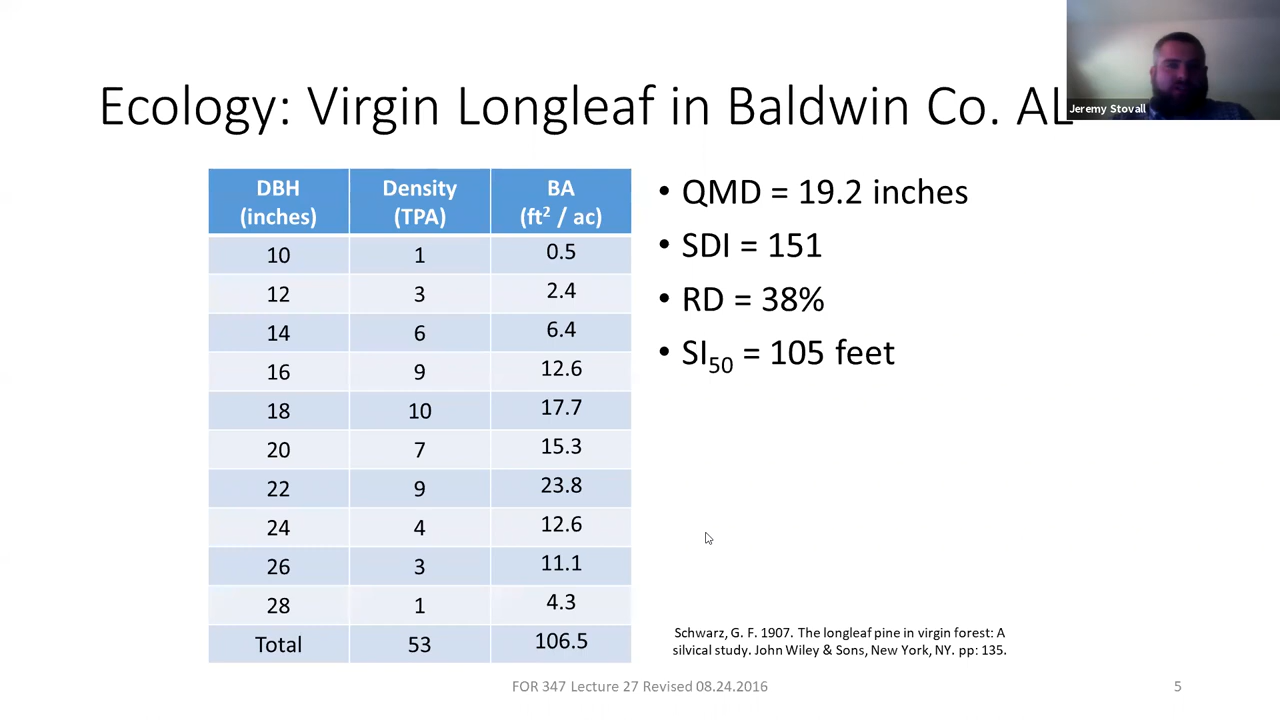 Ecology: Virgin Longleaf in Baldwin Co. AL
Jeremy Stovall
DBH (inches) Density (TPA) BA (ft² / ac)
10 1 0.5
12 3 2.4
14 6 6.4
16 9 12.6
18 10 17.7
20 7 15.3
22 9 23.8
24 4 12.6
26 3 11.1
28 1 4.3
Total 53 106.5
• QMD = 19.2 inches
• SDI = 151
• RD = 38%
• SI₅₀ = 105 feet
Schwarz, G. F. 1907. The longleaf pine in virgin forest: A
silvical study. John Wiley & Sons, New York, NY. pp: 135.
FOR 347 Lecture 27 Revised 08.24.2016
5